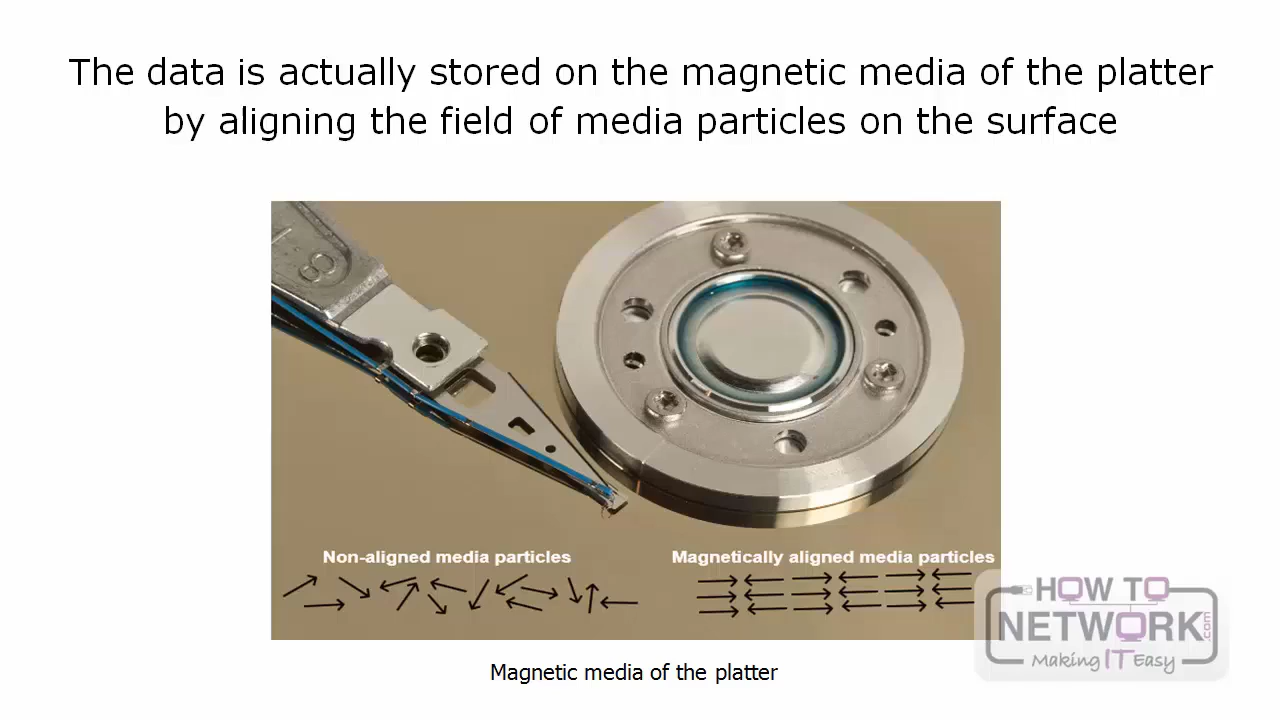 The data is actually stored on the magnetic media of the platter
by aligning the field of media particles on the surface
8
Non-aligned media particles
Magnetically aligned media particles
HOW TO
NETWORK.com
Making IT Easy
Magnetic media of the platter